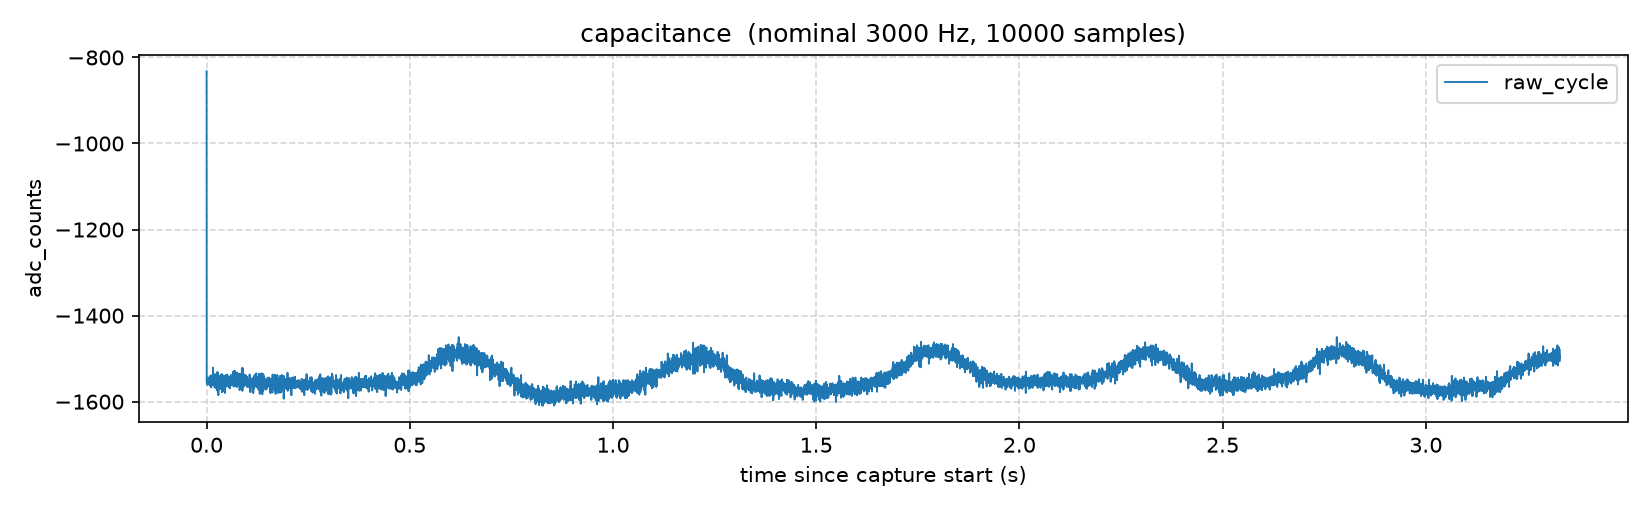 capacitance  (nominal 3000 Hz, 10000 samples)
raw_cycle
adc_counts
−800
−1000
−1200
−1400
−1600
0.0 0.5 1.0 1.5 2.0 2.5 3.0
time since capture start (s)